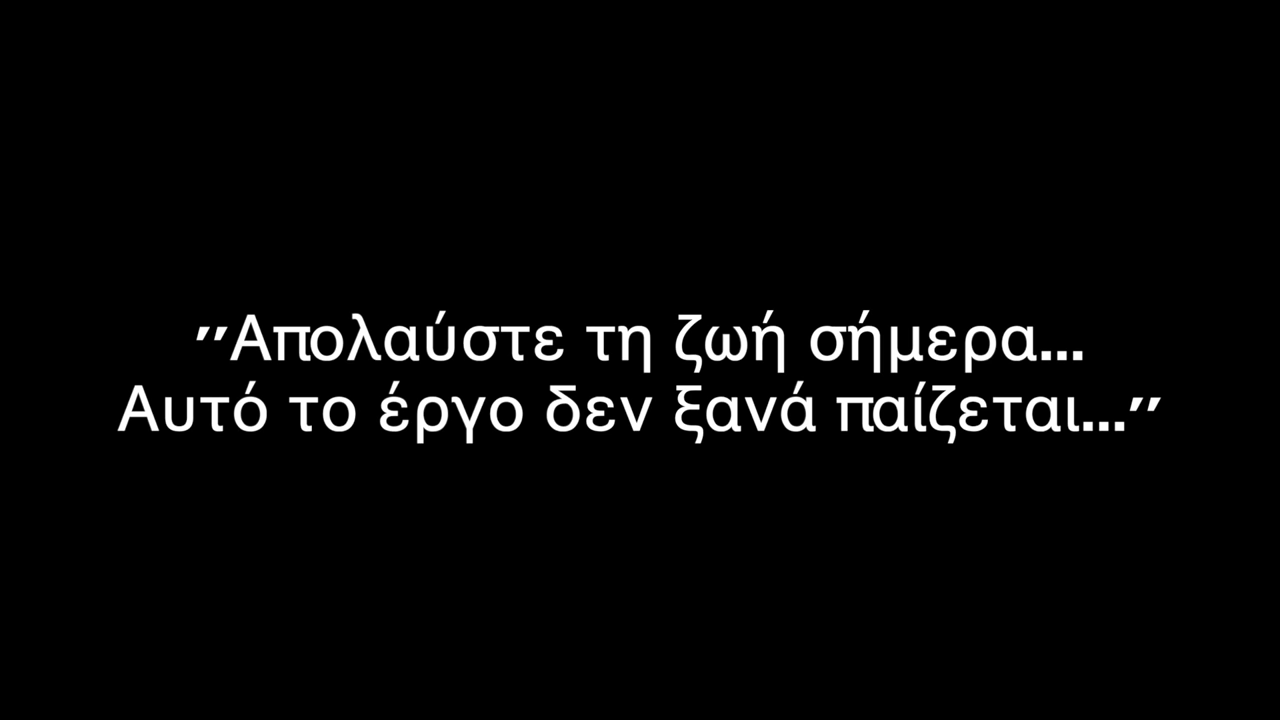 "Απολαύστε τη ζωή σήμερα...
Αυτό το έργο δεν ξανά παίζεται..."